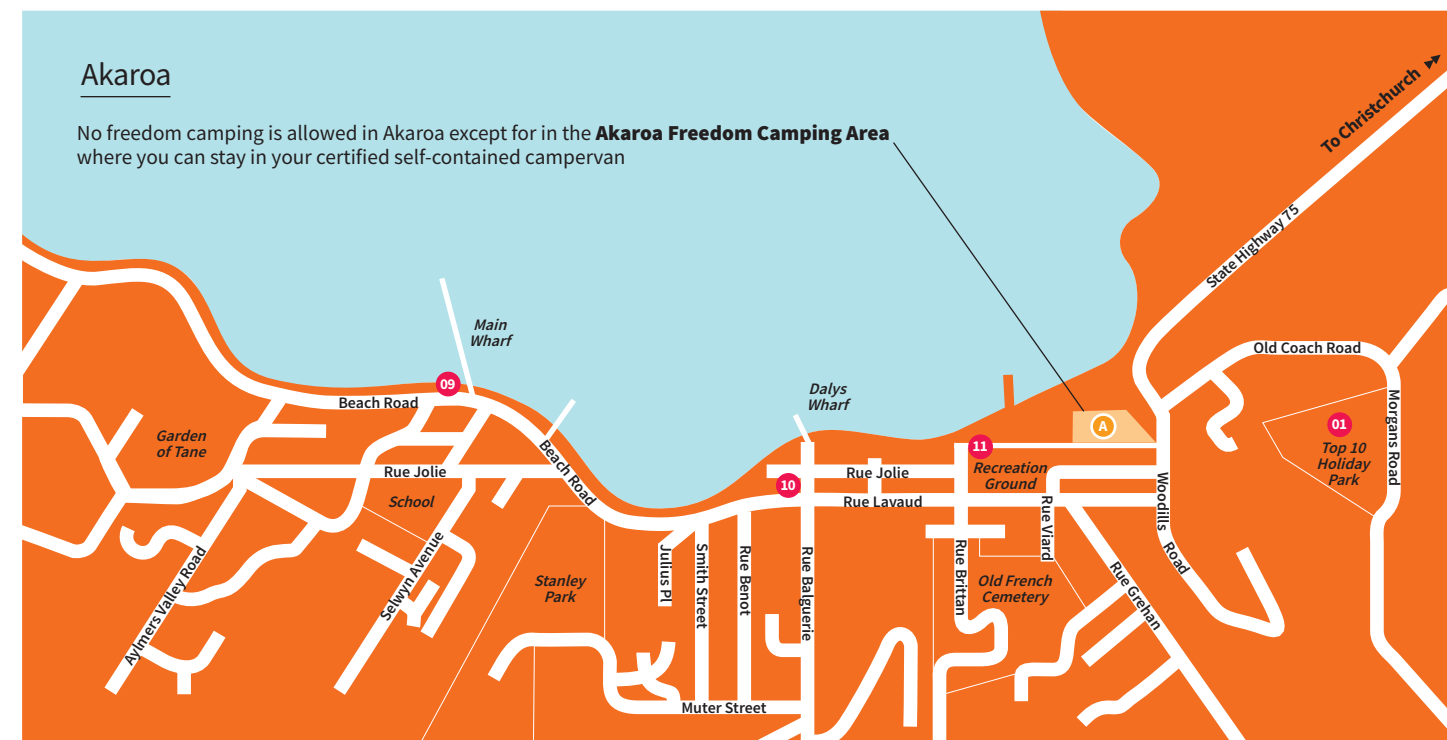 Akaroa
No freedom camping is allowed in Akaroa except for in the Akaroa Freedom Camping Area
where you can stay in your certified self-contained campervan
To Christchurch
State Highway 75
Old Coach Road
Morgans Road
01
Top 10
Holiday
Park
Main
Wharf
09
Beach Road
Dalys
Wharf
A
11
Recreation
Ground
Garden
of Tane
Rue Jolie
School
Beach Road
10
Rue Jolie
Rue Lavaud
Rue Viard
Woodills
Road
Aylmers Valley Road
Selwyn Avenue
Stanley
Park
Julius Pl
Smith Street
Rue Benot
Rue Balguerie
Rue Brittan
Old French
Cemetery
Rue Grehan
Muter Street